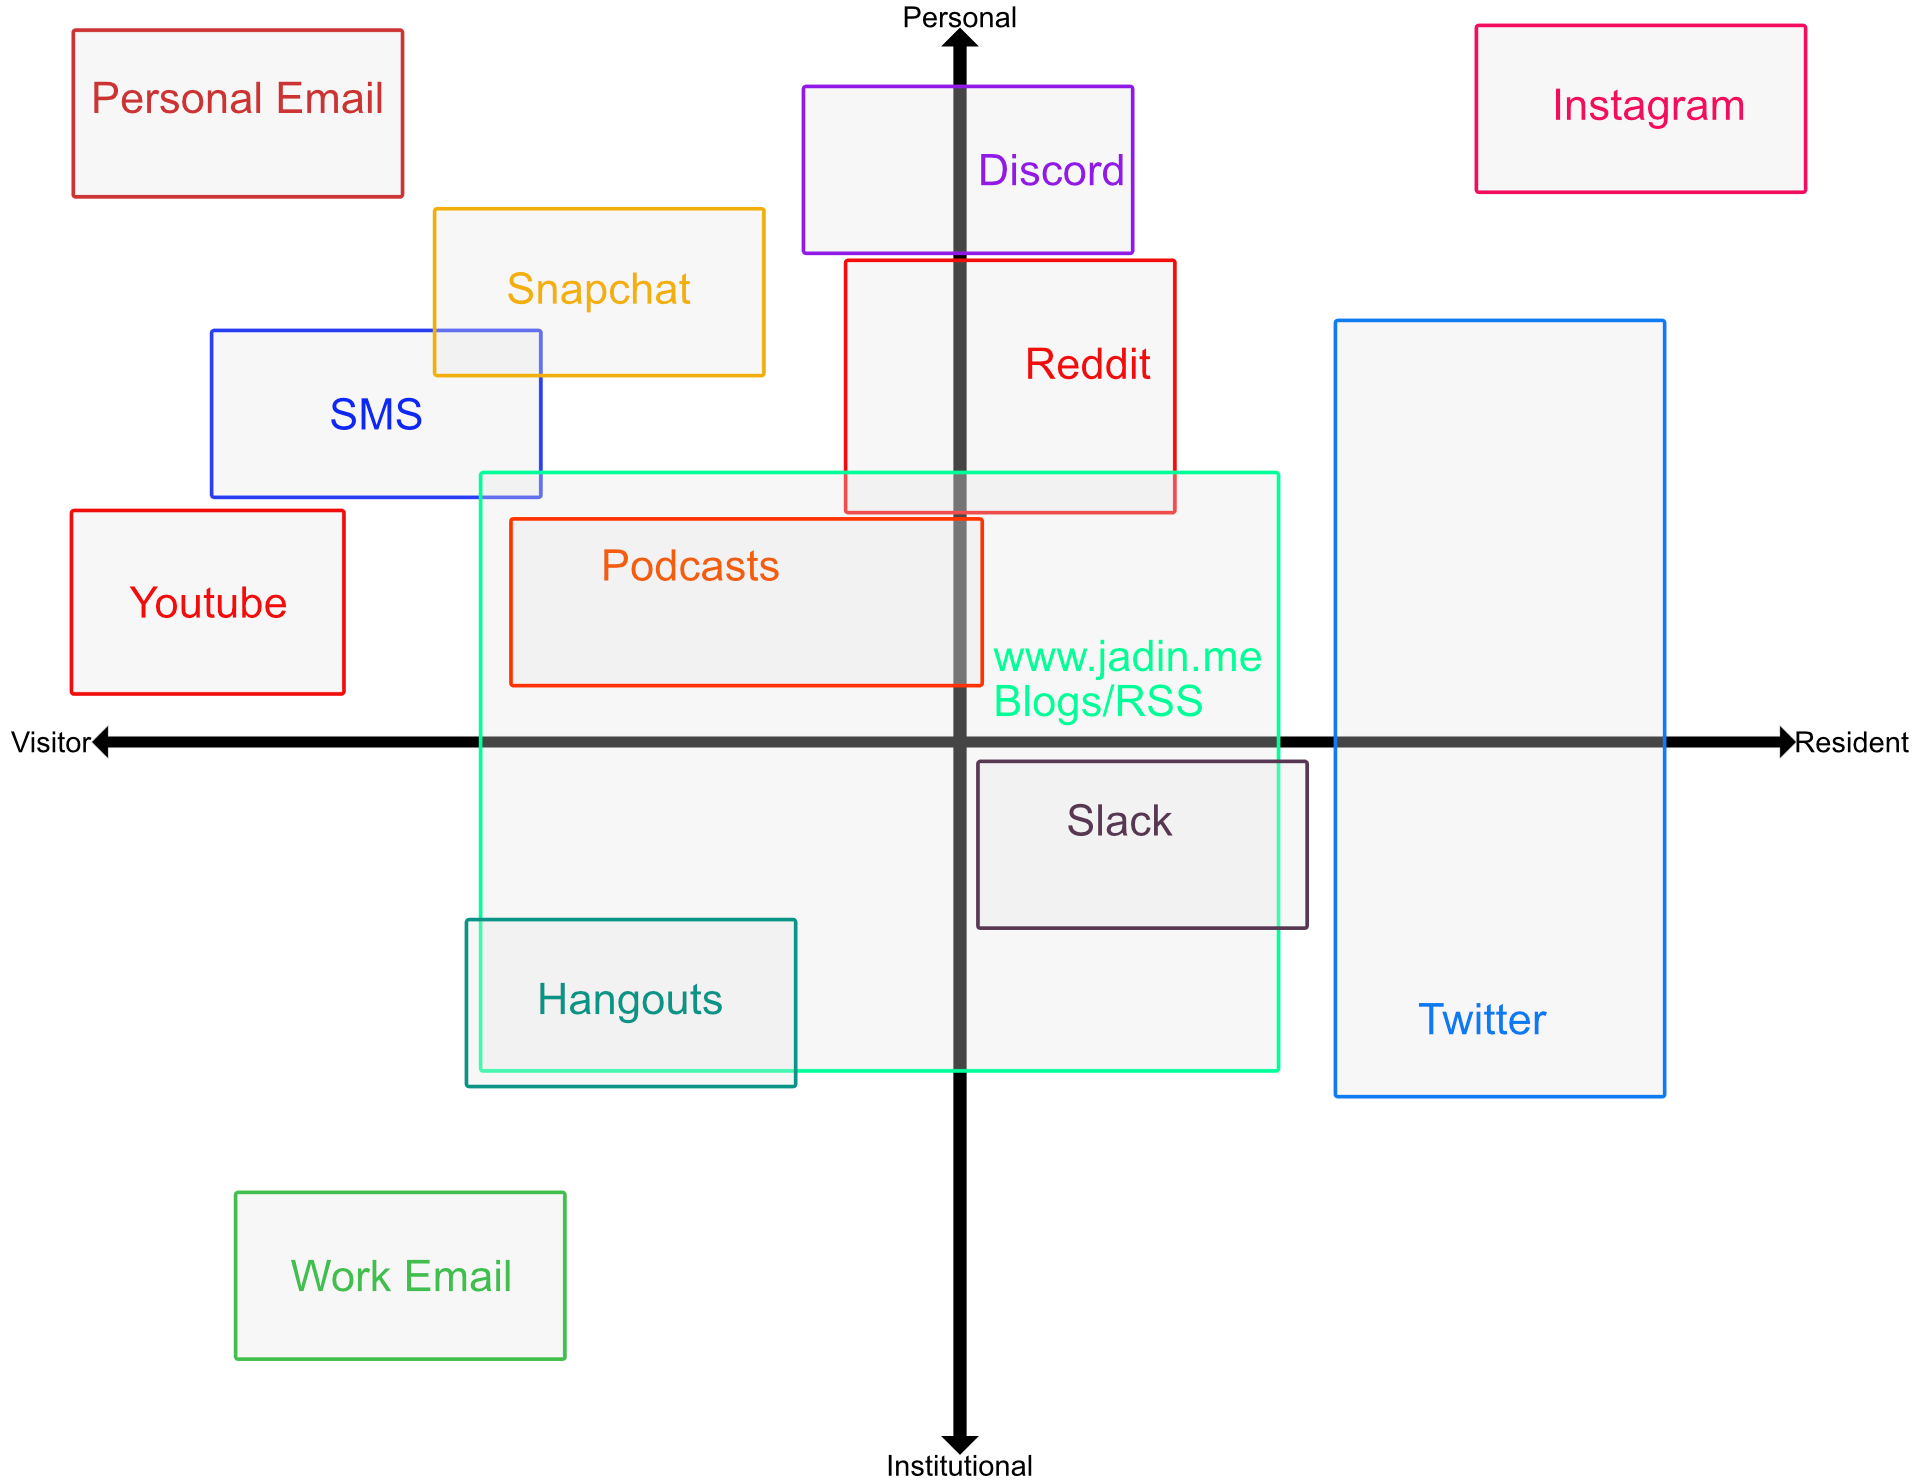 Personal
Personal Email
Instagram
Discord
Snapchat
Reddit
SMS
Podcasts
Youtube
www.jadin.me
Blogs/RSS
Visitor
Resident
Slack
Hangouts
Twitter
Work Email
Institutional